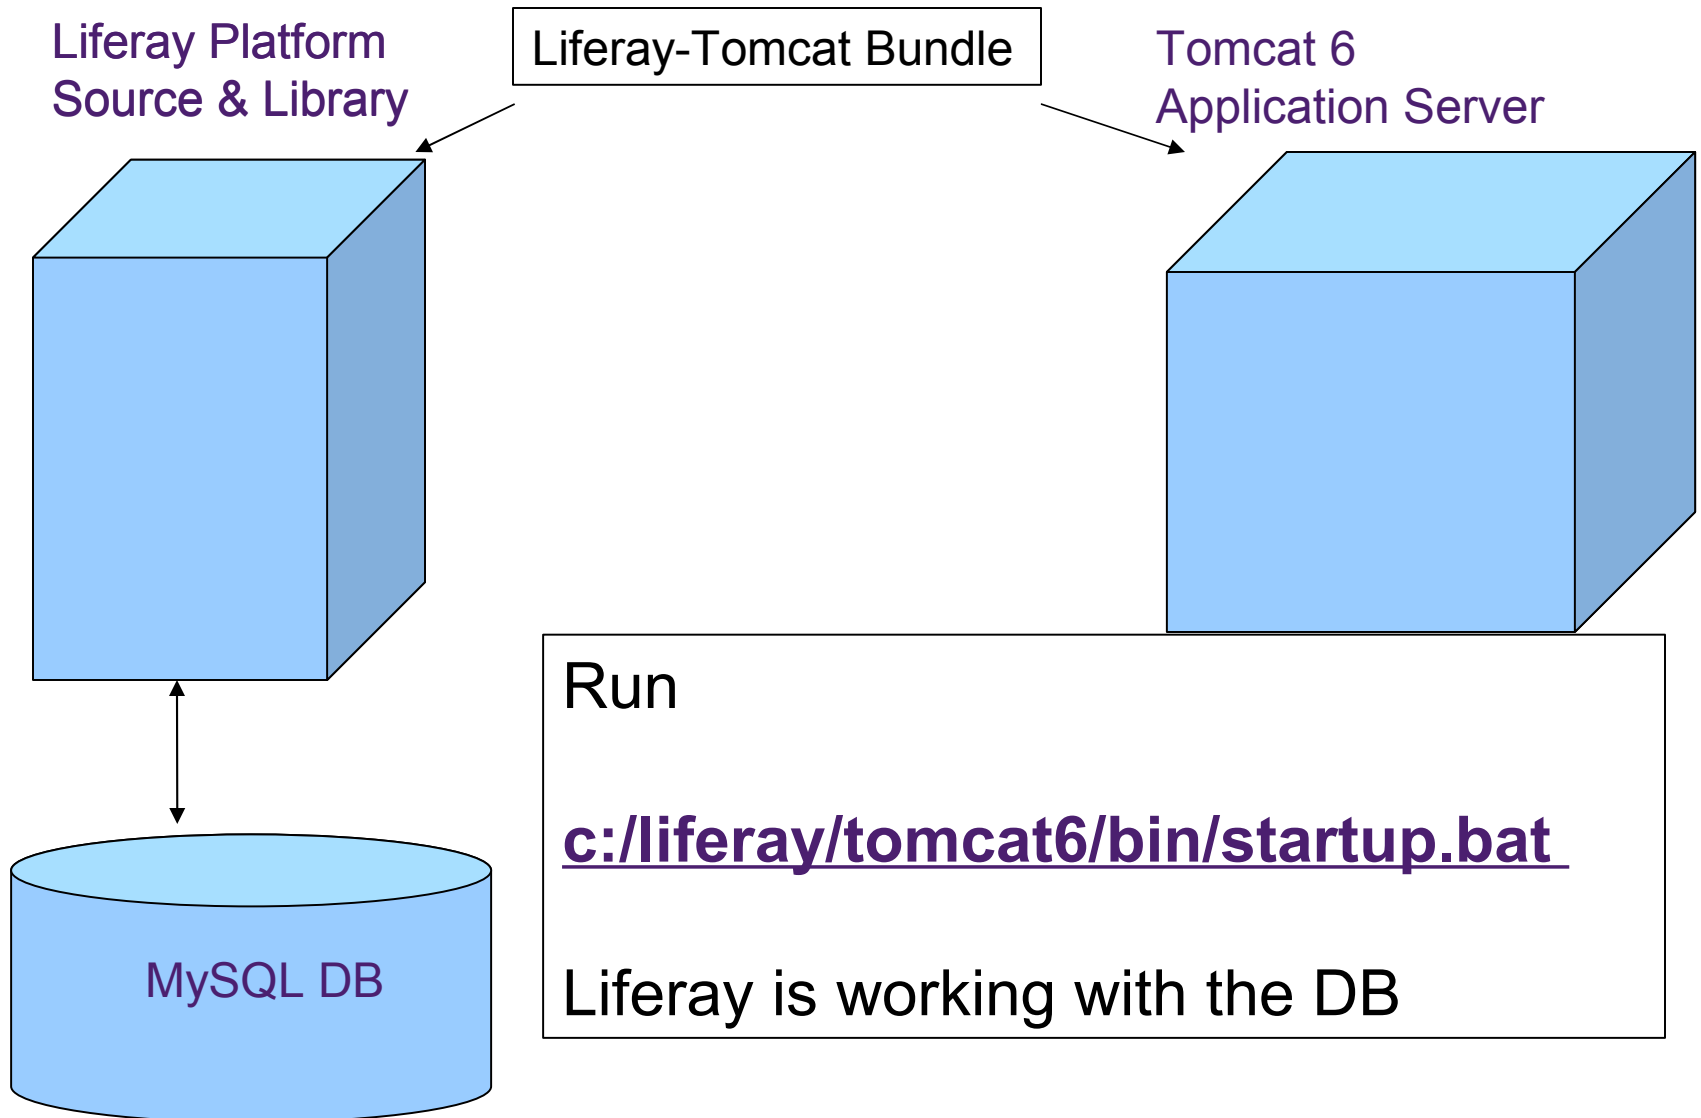 Liferay Platform
Source & Library
Liferay-Tomcat Bundle
Tomcat 6
Application Server
Run
c:/liferay/tomcat6/bin/startup.bat
Liferay is working with the DB
MySQL DB